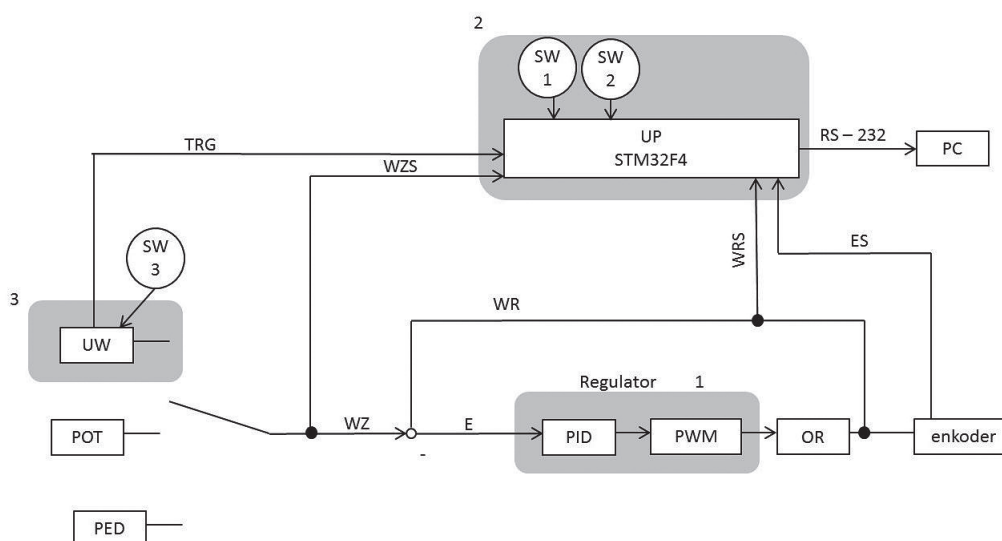 2
SW
1
SW
2
UP
STM32F4
RS – 232
PC
TRG
WZS
SW
3
WRS
ES
3
UW
WR
Regulator 1
POT
WZ
E
PID
PWM
OR
enkoder
-
PED